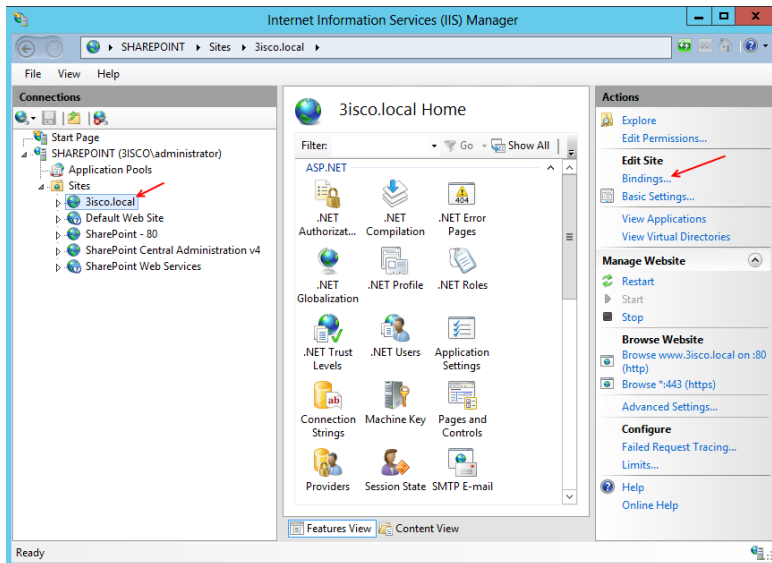 Internet Information Services (IIS) Manager
SHAREPOINT Sites 3isco.local
File View Help
Connections
Start Page
SHAREPOINT (3ISCO\administrator)
Application Pools
Sites
3isco.local
Default Web Site
SharePoint - 80
SharePoint Central Administration v4
SharePoint Web Services
3isco.local Home
Filter: Go Show All
ASP.NET
.NET Authorizat...
.NET Compilation
404
.NET Error Pages
.NET Globalization
.NET Profile
.NET Roles
.NET Trust Levels
.NET Users
Application Settings
ab
Connection Strings
Machine Key
Pages and Controls
Providers
Session State
SMTP E-mail
Features View Content View
Actions
Explore
Edit Permissions...
Edit Site
Bindings...
Basic Settings...
View Applications
View Virtual Directories
Manage Website
Restart
Start
Stop
Browse Website
Browse www.3isco.local on :80
(http)
Browse *:443 (https)
Advanced Settings...
Configure
Failed Request Tracing...
Limits...
Help
Online Help
Ready